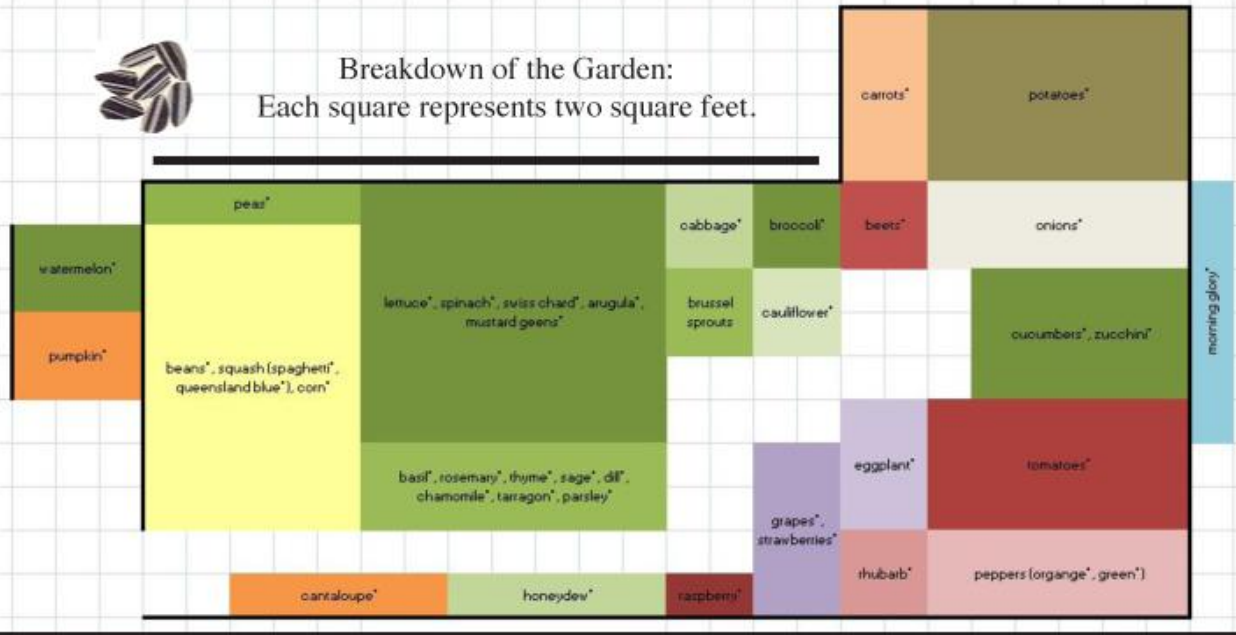 Breakdown of the Garden:
Each square represents two square feet.
carrots*
potatoes*
peas*
cabbage*
broccoli*
beets*
onions*
watermelon*
lettuce*, spinach*, swiss chard*, arugula*,
mustard geens*
brussel
sprouts
cauliflower*
cucumbers*, zucchini*
morning glory*
pumpkin*
beans*, squash (spaghetti*,
queensland blue*), corn*
basil*, rosemary*, thyme*, sage*, dill*,
chamomile*, tarragon*, parsley*
eggplant*
tomatoes*
grapes*,
strawberries*
rhubarb*
peppers (organge*, green*)
cantaloupe*
honeydew*
raspberry*